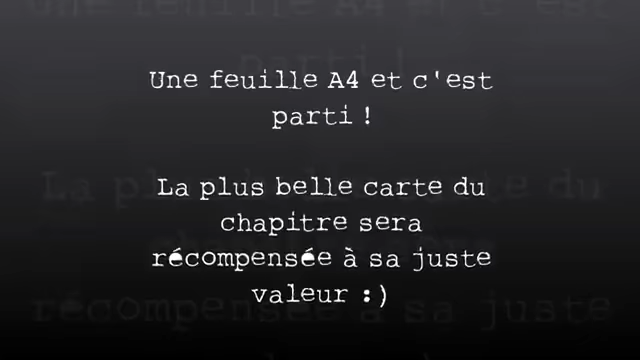 Une feuille A4 et c'est
parti !
La plus belle carte du
chapitre sera
récompensée à sa juste
valeur :)